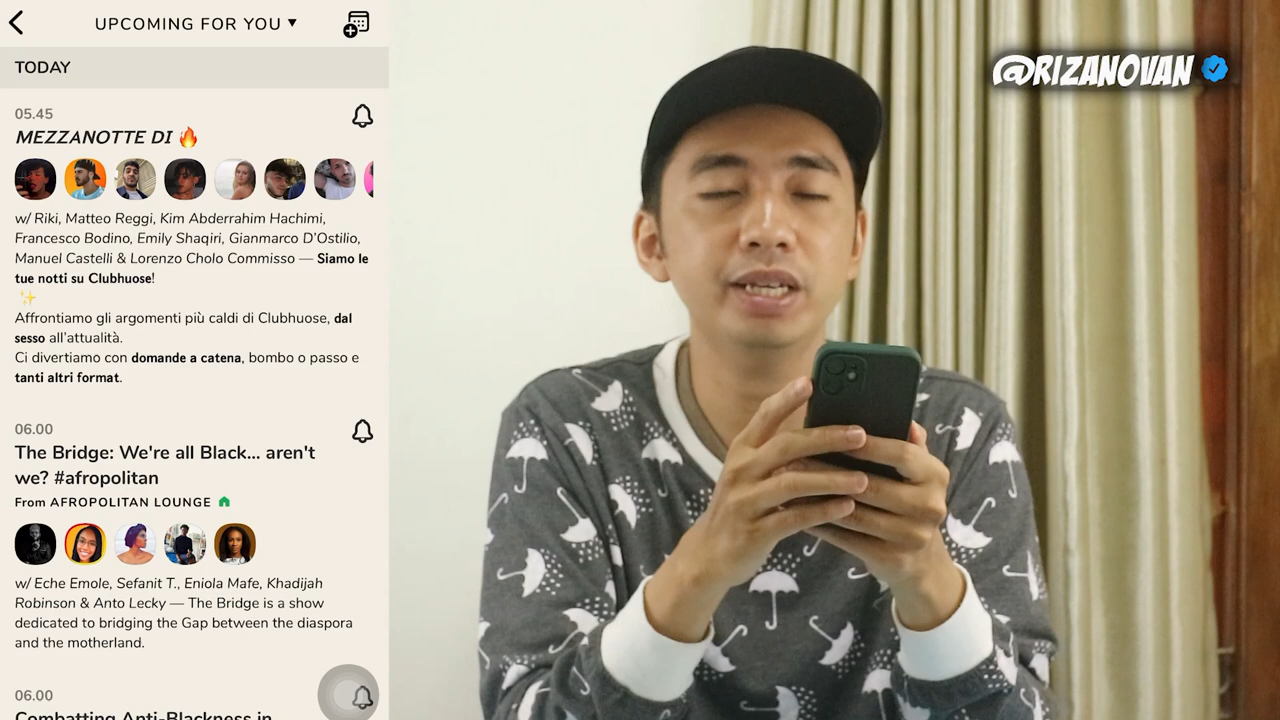 UPCOMING FOR YOU ▼
TODAY
05.45
MEZZANOTTE DI 🔥
w/ Riki, Matteo Reggi, Kim Abderrahim Hachimi,
Francesco Bodino, Emily Shaqiri, Gianmarco D'Ostilio,
Manuel Castelli & Lorenzo Cholo Commisso — Siamo le
tue notti su Clubhuose!
✨
Affrontiamo gli argomenti più caldi di Clubhuose, dal
sesso all'attualità.
Ci divertiamo con domande a catena, bombo o passo e
tanti altri format.
06.00
The Bridge: We're all Black... aren't
we? #afropolitan
From AFROPOLITAN LOUNGE
w/ Eche Emole, Sefanit T., Eniola Mafe, Khadijah
Robinson & Anto Lecky — The Bridge is a show
dedicated to bridging the Gap between the diaspora
and the motherland.
06.00
Combatting Anti-Blackness in
@RIZANOVAN